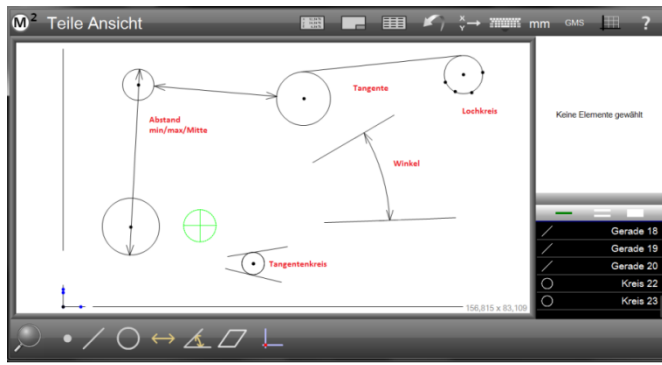 M2 Teile Ansicht
mm GMS ?
Tangente
Abstand
min/max/Mitte
Lochkreis
Winkel
Tangentenkreis
156,815 x 83,109
Keine Elemente gewählt
Gerade 18
Gerade 19
Gerade 20
Kreis 22
Kreis 23